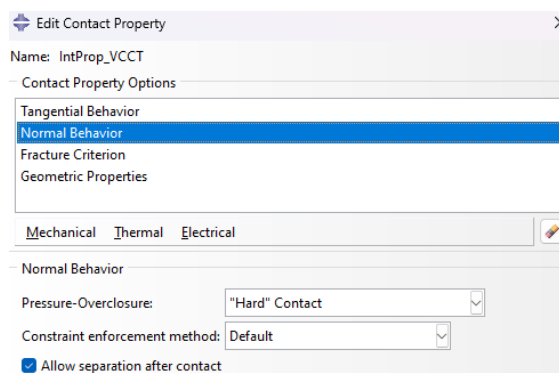 Edit Contact Property
Name: IntProp_VCCT
Contact Property Options
Tangential Behavior
Normal Behavior
Fracture Criterion
Geometric Properties
Mechanical Thermal Electrical
Normal Behavior
Pressure-Overclosure: "Hard" Contact
Constraint enforcement method: Default
Allow separation after contact